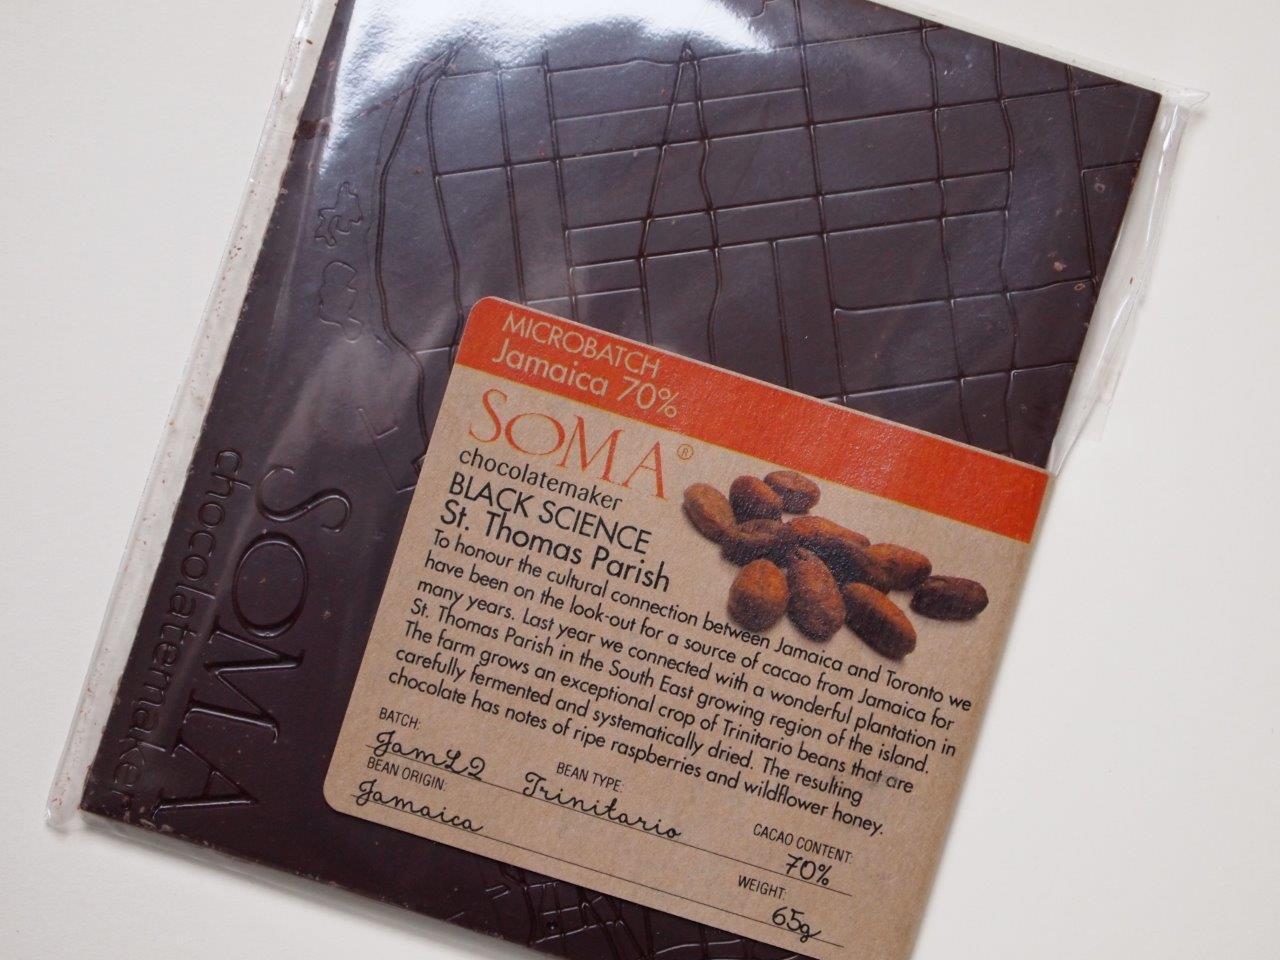 MICROBATCH
Jamaica 70%
SOMA®
chocolatemaker
BLACK SCIENCE
St. Thomas Parish
To honour the cultural connection between Jamaica and Toronto we
have been on the look-out for a source of cacao from Jamaica for
many years. Last year we connected with a wonderful plantation in
St. Thomas Parish in the South East growing region of the island.
The farm grows an exceptional crop of Trinitario beans that are
carefully fermented and systematically dried. The resulting
chocolate has notes of ripe raspberries and wildflower honey.
BATCH:
JamL2
BEAN TYPE:
Trinitario
CACAO CONTENT:
70%
BEAN ORIGIN:
Jamaica
WEIGHT:
65g
SOMA
chocolatemaker